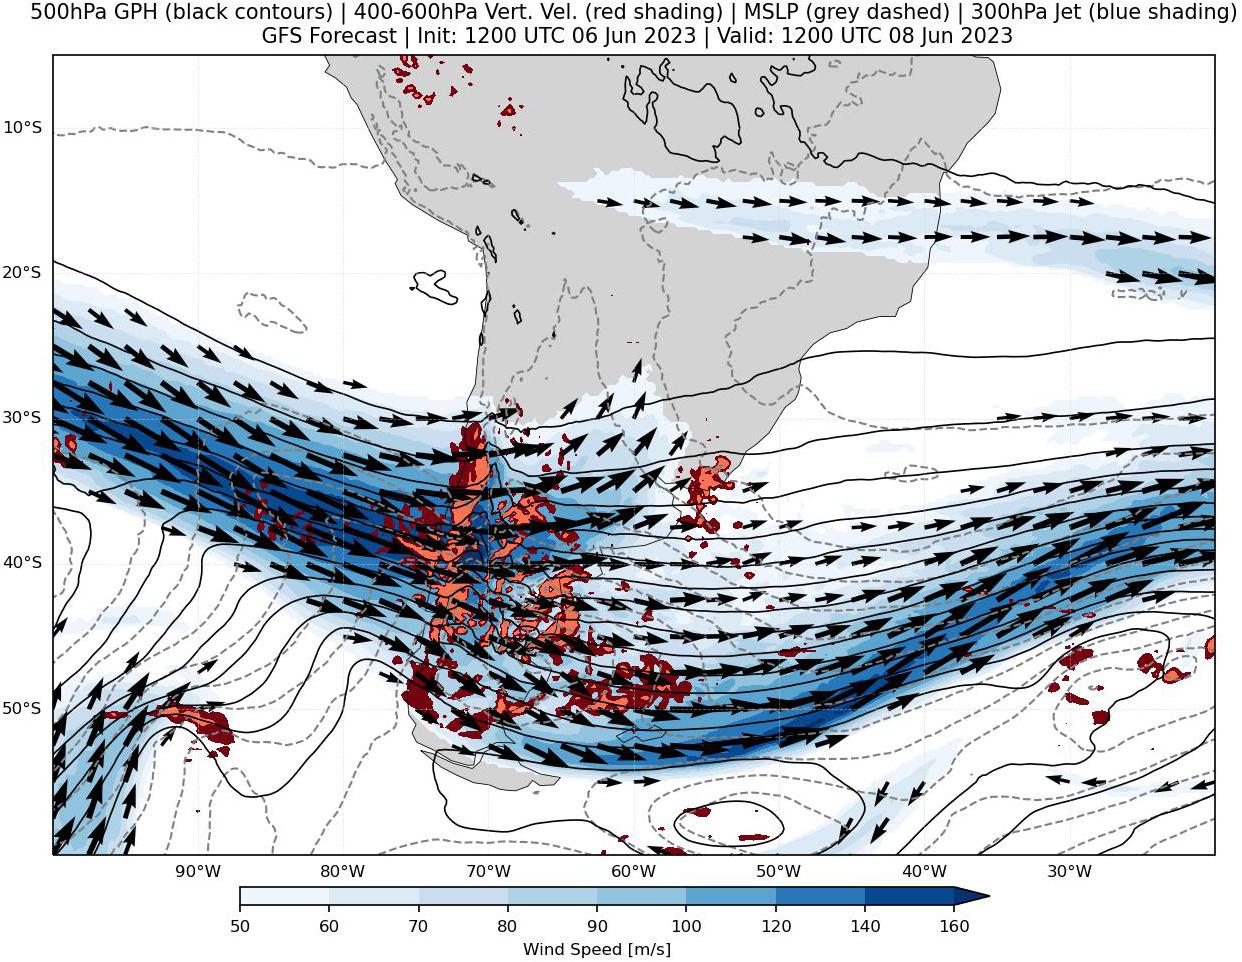 500hPa GPH (black contours) | 400-600hPa Vert. Vel. (red shading) | MSLP (grey dashed) | 300hPa Jet (blue shading)
GFS Forecast | Init: 1200 UTC 06 Jun 2023 | Valid: 1200 UTC 08 Jun 2023
10°S
20°S
30°S
40°S
50°S
90°W 80°W 70°W 60°W 50°W 40°W 30°W
50 60 70 80 90 100 120 140 160
Wind Speed [m/s]